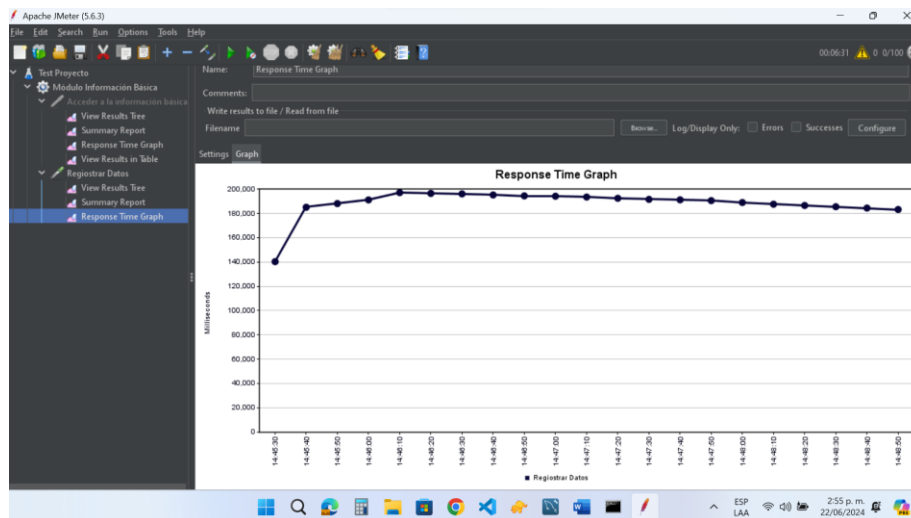 Apache JMeter (5.6.3)
File Edit Search Run Options Tools Help
00:06:31 0 0/100
Test Proyecto
Módulo Información Básica
Acceder a la información básica
View Results Tree
Summary Report
Response Time Graph
View Results in Table
Regiostrar Datos
View Results Tree
Summary Report
Response Time Graph
Name: Response Time Graph
Comments:
Write results to file / Read from file
Filename Browse... Log/Display Only: Errors Successes Configure
Settings Graph
Response Time Graph
200,000
180,000
160,000
140,000
120,000
100,000
80,000
60,000
40,000
20,000
0
Milliseconds
14:45:30
14:45:40
14:45:50
14:46:00
14:46:10
14:46:20
14:46:30
14:46:40
14:46:50
14:47:00
14:47:10
14:47:20
14:47:30
14:47:40
14:47:50
14:48:00
14:48:10
14:48:20
14:48:30
14:48:40
14:48:50
Regiostrar Datos
ESP
LAA
2:55 p. m.
22/06/2024